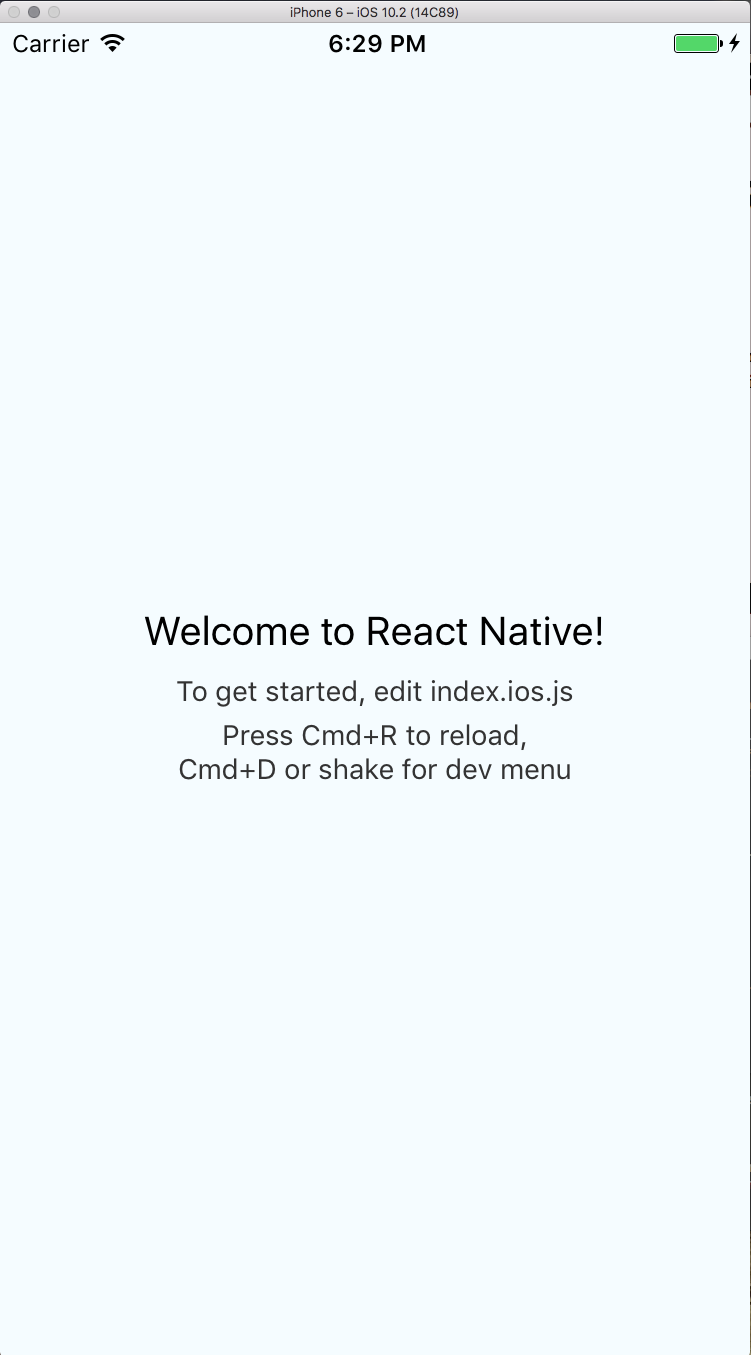 iPhone 6 – iOS 10.2 (14C89)
Carrier 6:29 PM
Welcome to React Native!
To get started, edit index.ios.js
Press Cmd+R to reload,
Cmd+D or shake for dev menu